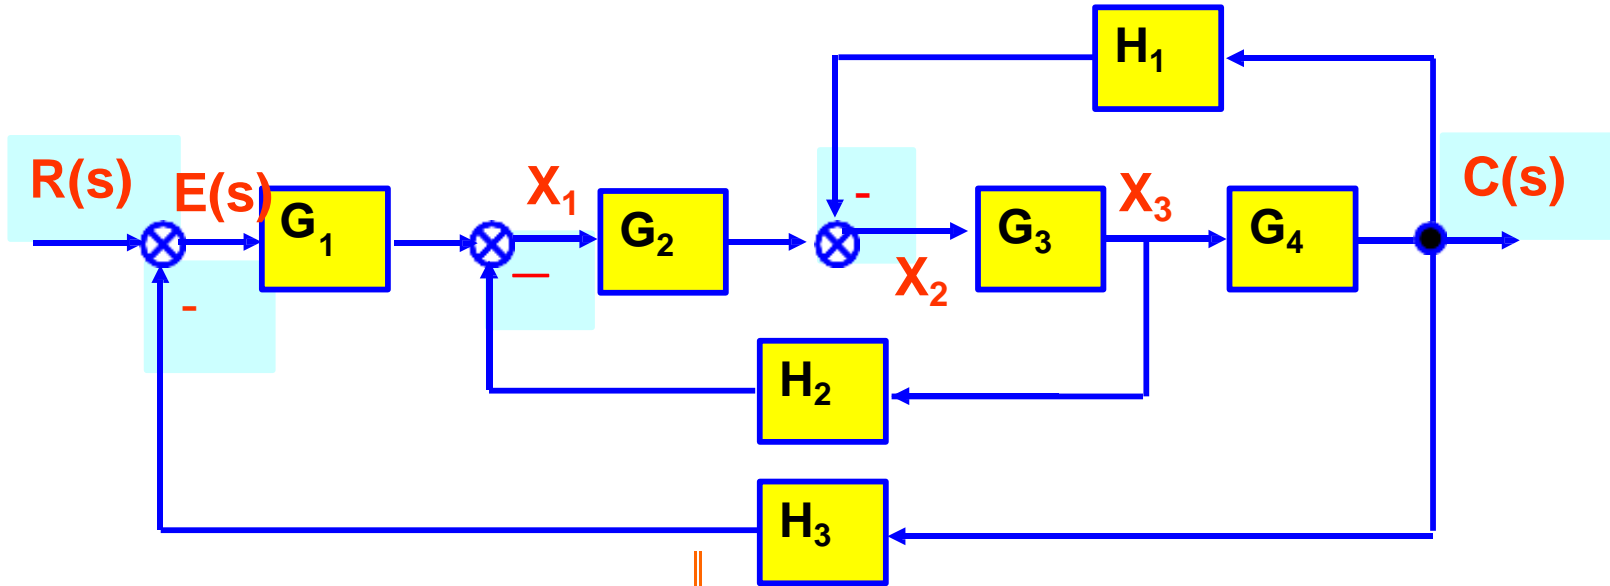 H₁
R(s) E(s) G₁ X₁ G₂ - X₂ G₃ X₃ G₄ C(s)
- —
H₂
H₃